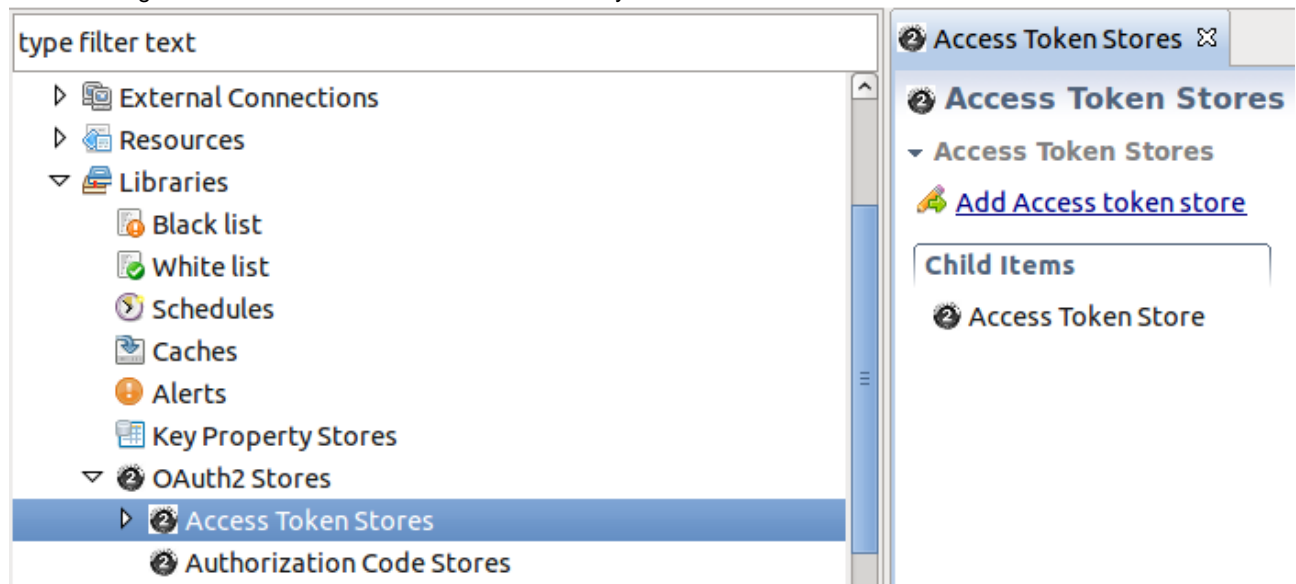 type filter text
External Connections
Resources
Libraries
Black list
White list
Schedules
Caches
Alerts
Key Property Stores
OAuth2 Stores
Access Token Stores
Authorization Code Stores
Access Token Stores
Access Token Stores
Access Token Stores
Add Access token store
Child Items
Access Token Store